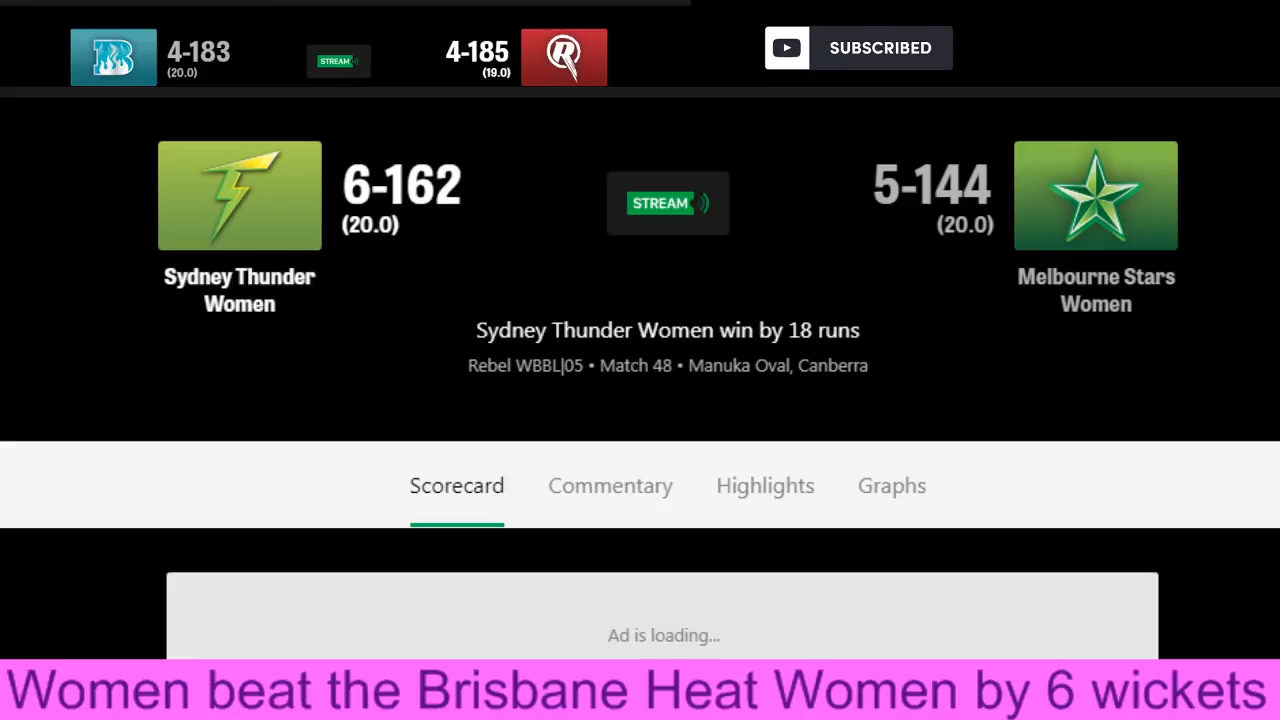 4-183
(20.0)
STREAM
4-185
(19.0)
R
SUBSCRIBED
B
6-162
(20.0)
STREAM
5-144
(20.0)
Sydney Thunder
Women
Melbourne Stars
Women
Sydney Thunder Women win by 18 runs
Rebel WBBL|05 • Match 48 • Manuka Oval, Canberra
Scorecard
Commentary
Highlights
Graphs
Ad is loading...
Women beat the Brisbane Heat Women by 6 wickets